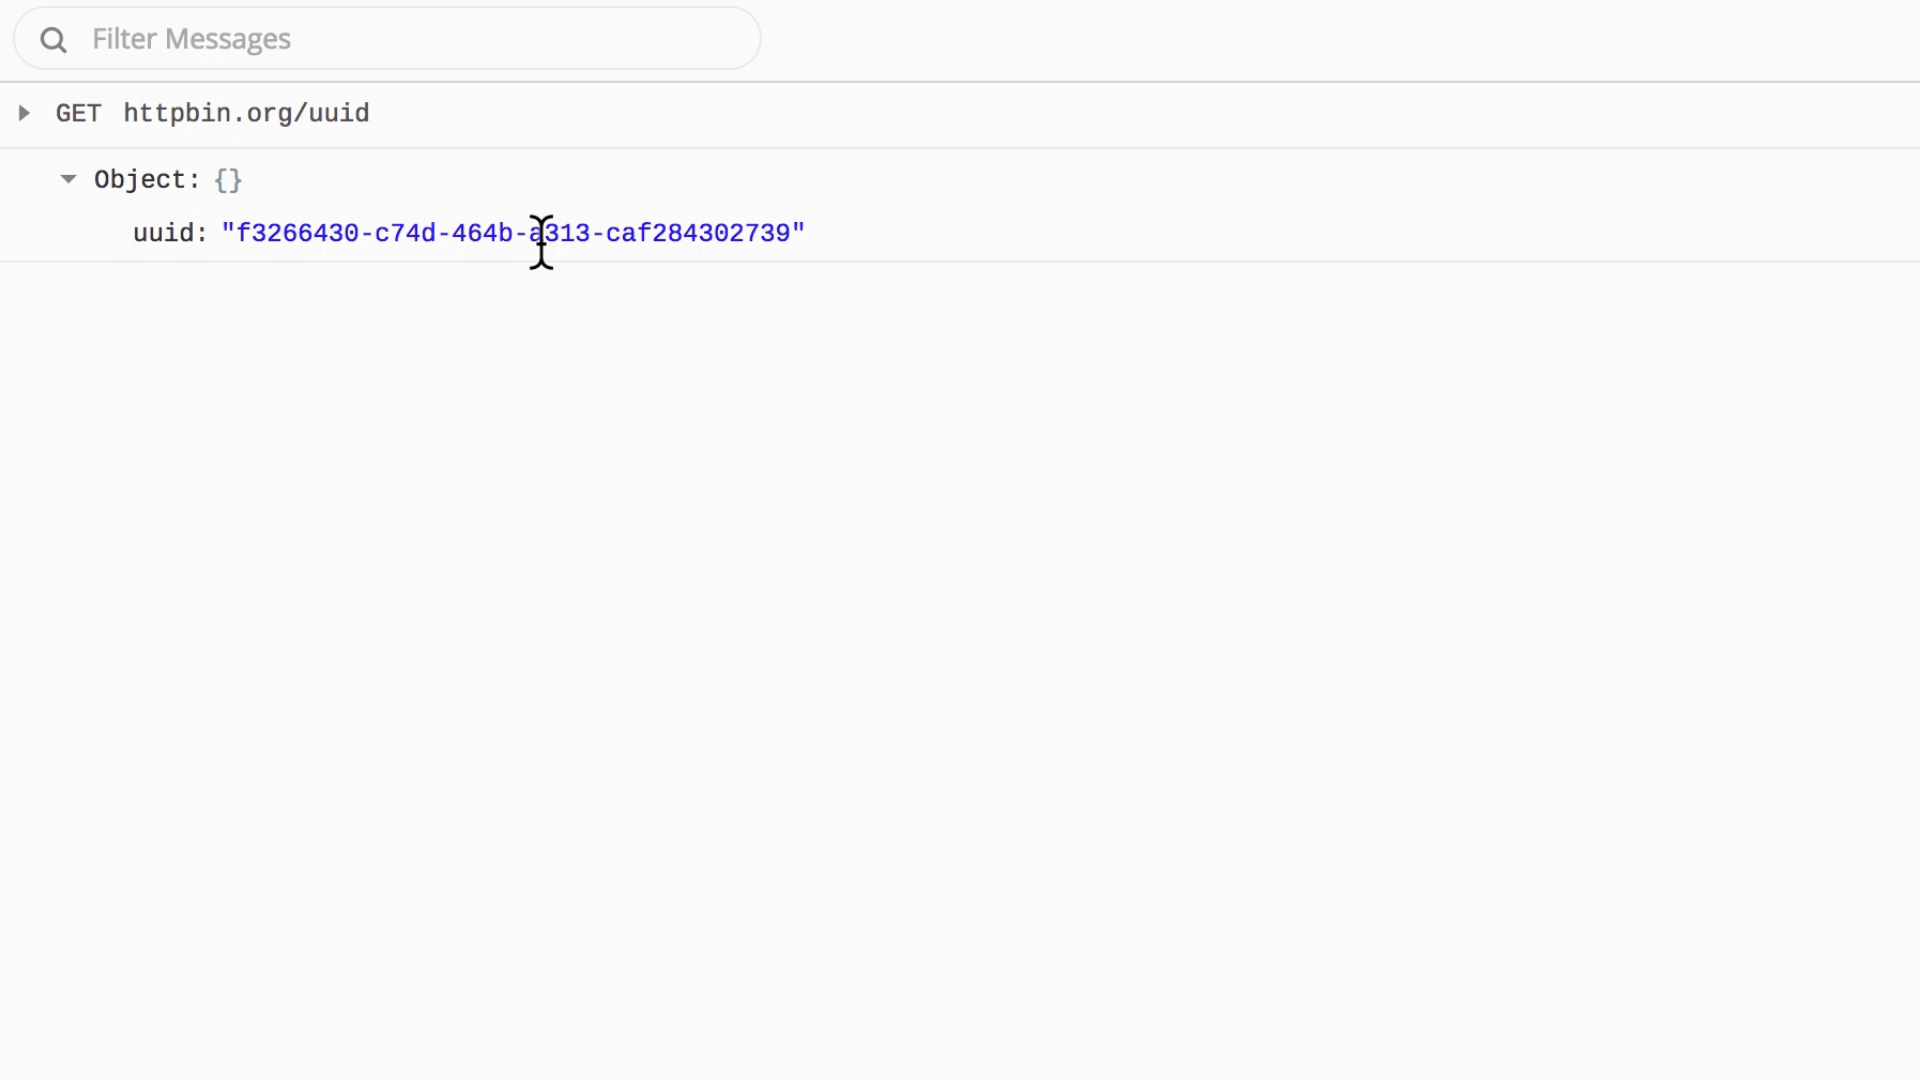 Filter Messages
GET httpbin.org/uuid
Object: {}
uuid: "f3266430-c74d-464b-a313-caf284302739"